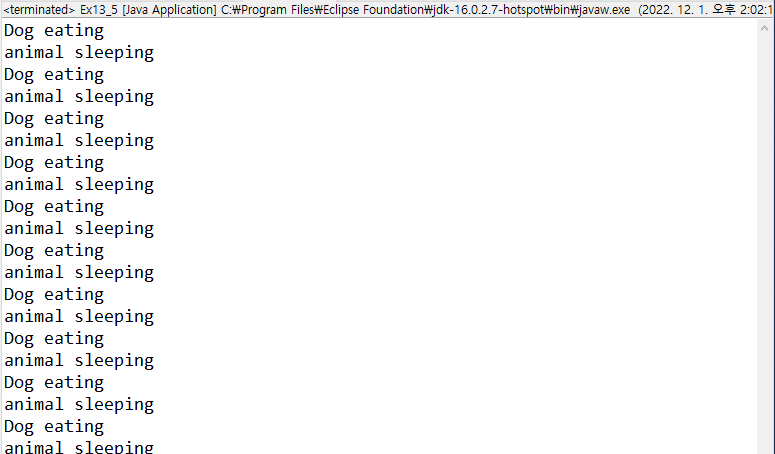 <terminated> Ex13_5 [Java Application] C:₩Program Files₩Eclipse Foundation₩jdk-16.0.2.7-hotspot₩bin₩javaw.exe (2022. 12. 1. 오후 2:02:1
Dog eating
animal sleeping
Dog eating
animal sleeping
Dog eating
animal sleeping
Dog eating
animal sleeping
Dog eating
animal sleeping
Dog eating
animal sleeping
Dog eating
animal sleeping
Dog eating
animal sleeping
Dog eating
animal sleeping
Dog eating
animal sleeping